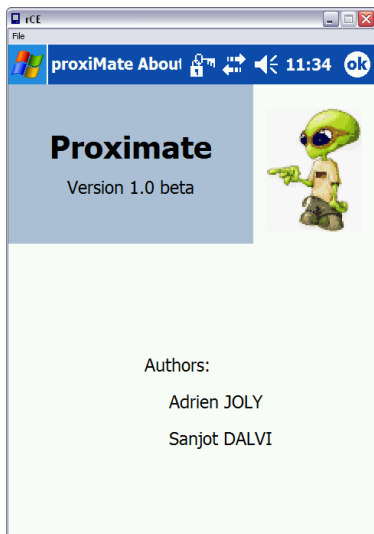 rCE
File
proxiMate About 11:34 ok
Proximate
Version 1.0 beta
Authors:
Adrien JOLY
Sanjot DALVI